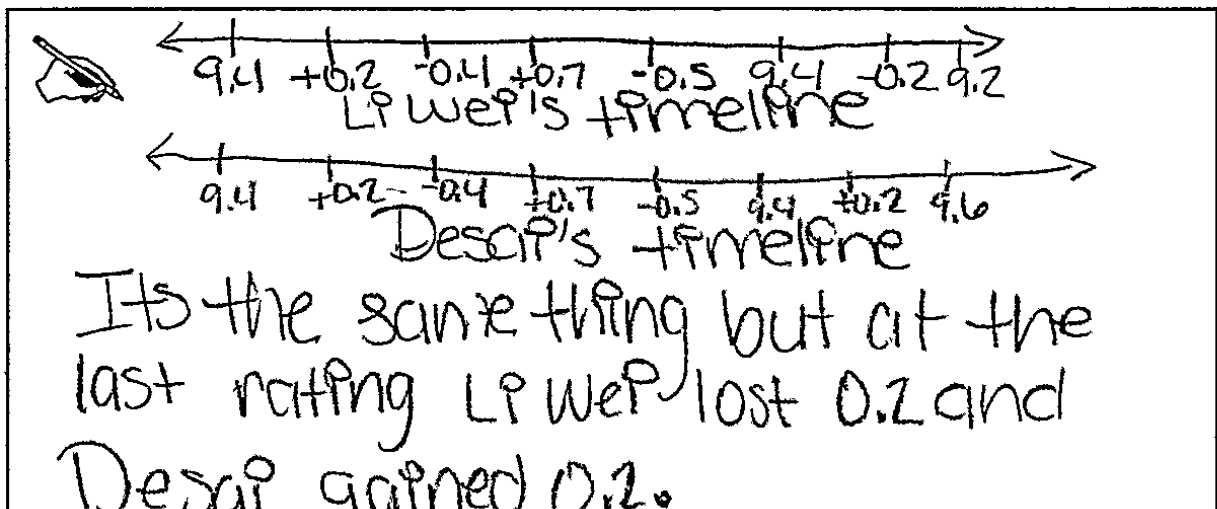 9.4 +0.2 -0.4 +0.7 -0.5 9.4 -0.2 9.2
Li Wei's timeline
9.4 +0.2 -0.4 +0.7 -0.5 9.4 +0.2 9.6
Desai's timeline
Its the same thing but at the
last rating Li Wei lost 0.2 and
Desai gained 0.2.